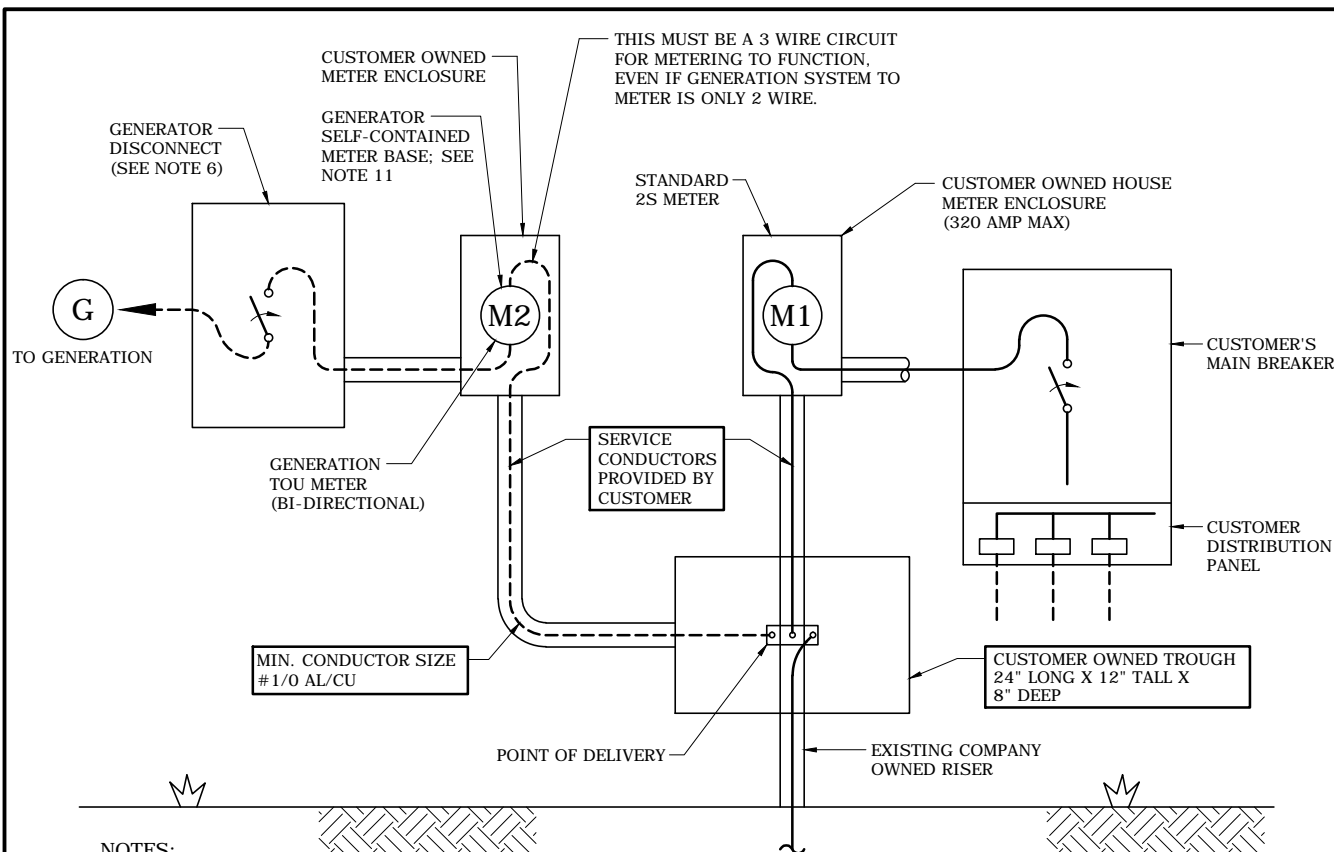 THIS MUST BE A 3 WIRE CIRCUIT
FOR METERING TO FUNCTION,
EVEN IF GENERATION SYSTEM TO
METER IS ONLY 2 WIRE.
CUSTOMER OWNED
METER ENCLOSURE
GENERATOR
SELF-CONTAINED
METER BASE; SEE
NOTE 11
GENERATOR
DISCONNECT
(SEE NOTE 6)
STANDARD
2S METER
CUSTOMER OWNED HOUSE
METER ENCLOSURE
(320 AMP MAX)
G
TO GENERATION
M2
M1
CUSTOMER'S
MAIN BREAKER
GENERATION
TOU METER
(BI-DIRECTIONAL)
SERVICE
CONDUCTORS
PROVIDED BY
CUSTOMER
CUSTOMER
DISTRIBUTION
PANEL
MIN. CONDUCTOR SIZE
#1/0 AL/CU
CUSTOMER OWNED TROUGH
24" LONG X 12" TALL X
8" DEEP
POINT OF DELIVERY
EXISTING COMPANY
OWNED RISER
NOTES: